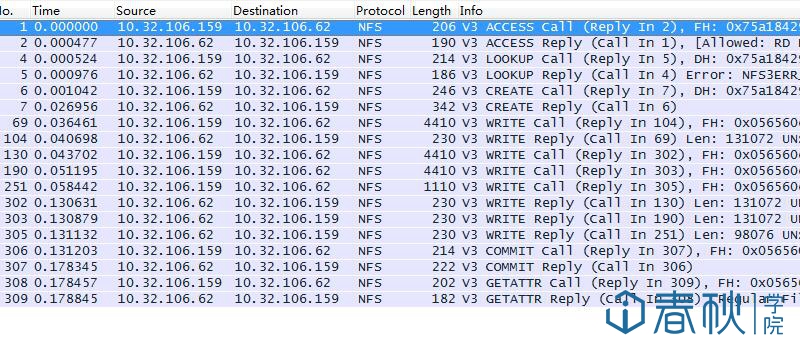 No. Time Source Destination Protocol Length Info
1 0.000000 10.32.106.159 10.32.106.62 NFS 206 V3 ACCESS Call (Reply In 2), FH: 0x75a18429
2 0.000477 10.32.106.62 10.32.106.159 NFS 190 V3 ACCESS Reply (Call In 1), [Allowed: RD
4 0.000524 10.32.106.159 10.32.106.62 NFS 214 V3 LOOKUP Call (Reply In 5), DH: 0x75a18429
5 0.000976 10.32.106.62 10.32.106.159 NFS 186 V3 LOOKUP Reply (Call In 4) Error: NFS3ERR_
6 0.001042 10.32.106.159 10.32.106.62 NFS 246 V3 CREATE Call (Reply In 7), DH: 0x75a18429
7 0.026956 10.32.106.62 10.32.106.159 NFS 342 V3 CREATE Reply (Call In 6)
69 0.036461 10.32.106.159 10.32.106.62 NFS 4410 V3 WRITE Call (Reply In 104), FH: 0x056560
104 0.040698 10.32.106.62 10.32.106.159 NFS 230 V3 WRITE Reply (Call In 69) Len: 131072 UNS
130 0.043702 10.32.106.159 10.32.106.62 NFS 4410 V3 WRITE Call (Reply In 302), FH: 0x056560
190 0.051195 10.32.106.159 10.32.106.62 NFS 4410 V3 WRITE Call (Reply In 303), FH: 0x056560
251 0.058442 10.32.106.159 10.32.106.62 NFS 1110 V3 WRITE Call (Reply In 305), FH: 0x056560
302 0.130631 10.32.106.62 10.32.106.159 NFS 230 V3 WRITE Reply (Call In 130) Len: 131072 UN
303 0.130879 10.32.106.62 10.32.106.159 NFS 230 V3 WRITE Reply (Call In 190) Len: 131072 UN
305 0.131132 10.32.106.62 10.32.106.159 NFS 230 V3 WRITE Reply (Call In 251) Len: 98076 UNS
306 0.131203 10.32.106.159 10.32.106.62 NFS 214 V3 COMMIT Call (Reply In 307), FH: 0x05656
307 0.178345 10.32.106.62 10.32.106.159 NFS 222 V3 COMMIT Reply (Call In 306)
308 0.178457 10.32.106.159 10.32.106.62 NFS 202 V3 GETATTR Call (Reply In 309), FH: 0x0565
309 0.178845 10.32.106.62 10.32.106.159 NFS 182 V3 GETATTR Reply (Call In 308) Regular Fil
春秋学院